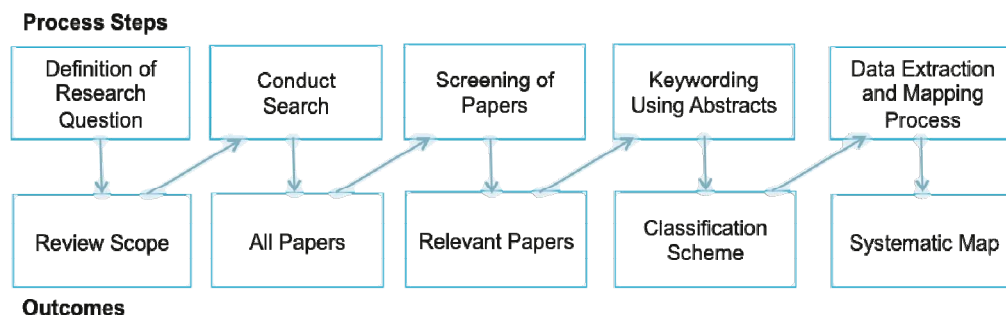 Process Steps
Definition of
Research
Question
Conduct
Search
Screening of
Papers
Keywording
Using Abstracts
Data Extraction
and Mapping
Process
Review Scope
All Papers
Relevant Papers
Classification
Scheme
Systematic Map
Outcomes